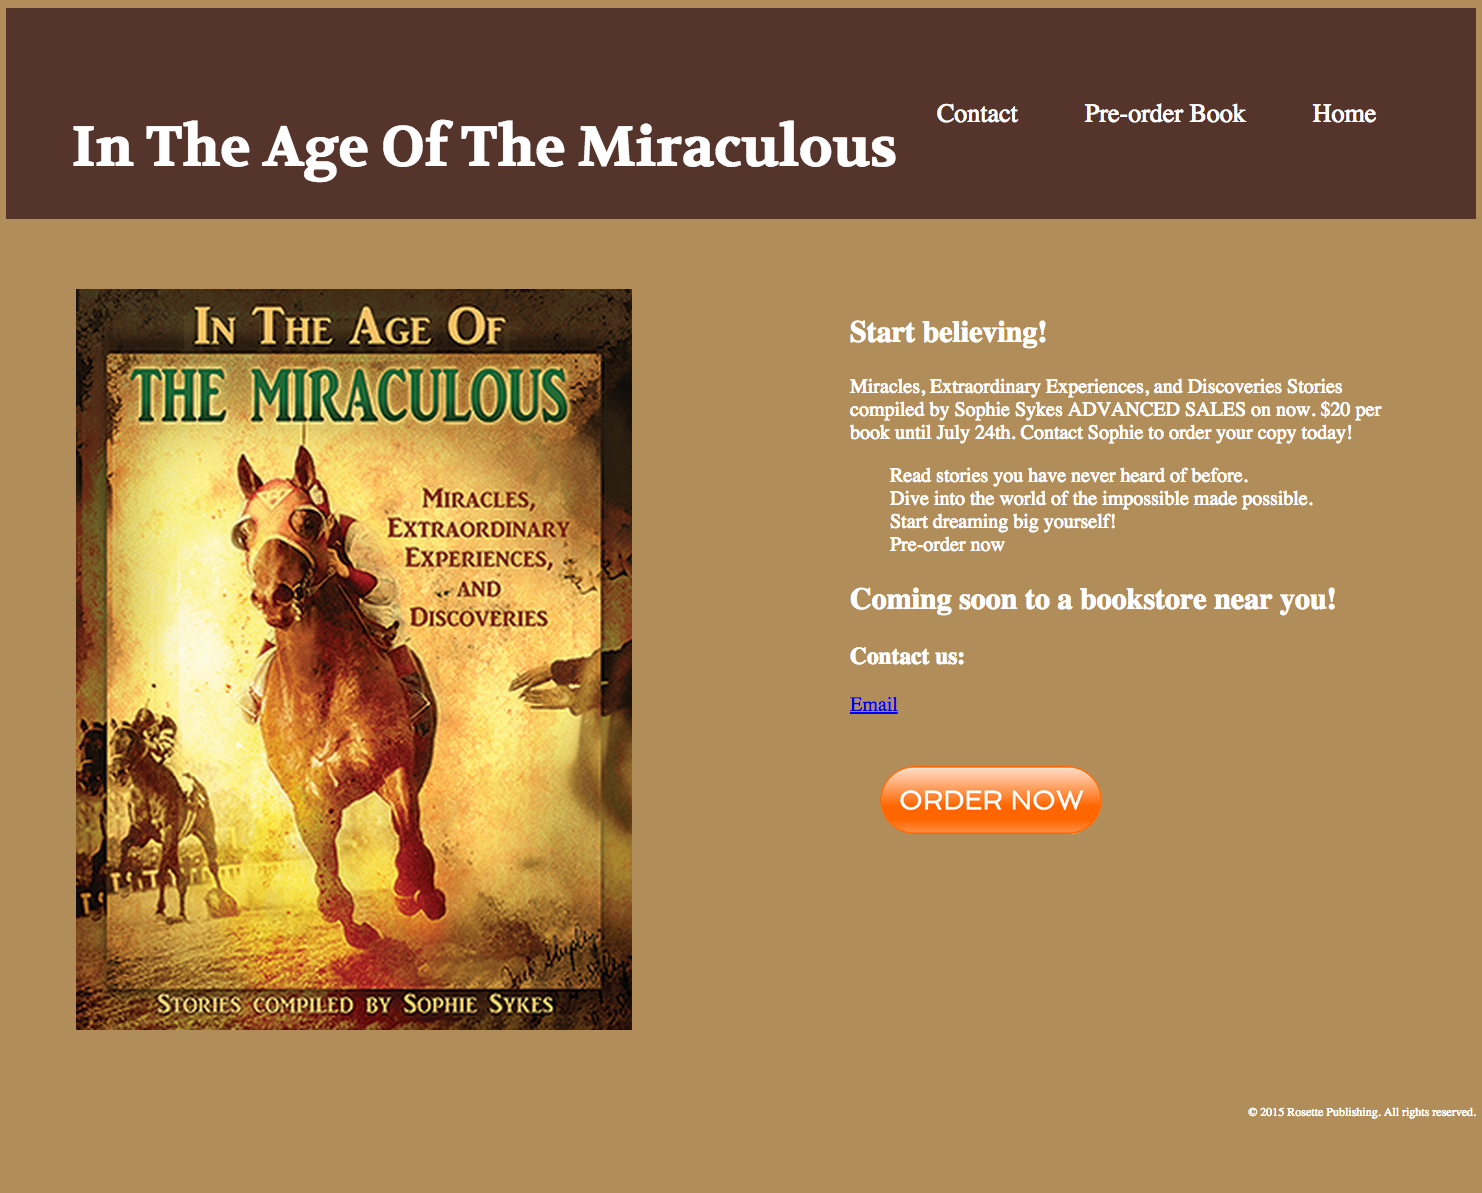 In The Age Of The Miraculous
Contact
Pre-order Book
Home
IN THE AGE OF
THE MIRACULOUS
MIRACLES,
EXTRAORDINARY
EXPERIENCES,
AND
DISCOVERIES
STORIES COMPILED BY SOPHIE SYKES
Start believing!
Miracles, Extraordinary Experiences, and Discoveries Stories
compiled by Sophie Sykes ADVANCED SALES on now. $20 per
book until July 24th. Contact Sophie to order your copy today!
Read stories you have never heard of before.
Dive into the world of the impossible made possible.
Start dreaming big yourself!
Pre-order now
Coming soon to a bookstore near you!
Contact us:
Email
ORDER NOW
© 2015 Rosette Publishing. All rights reserved.